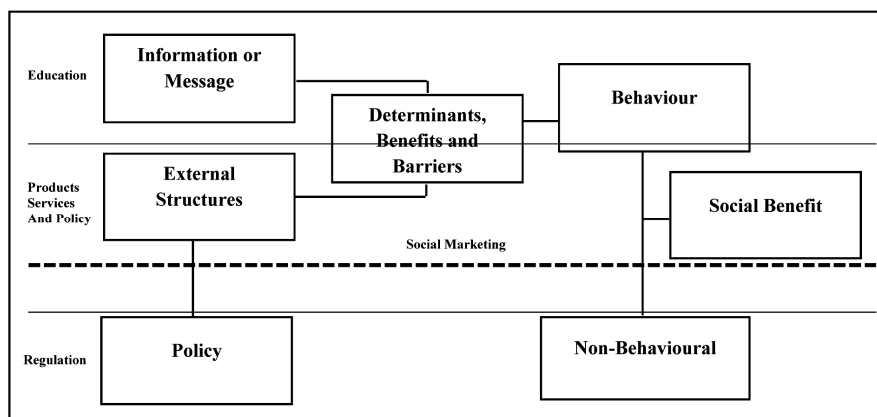 Education
Information or
Message
Determinants,
Benefits and
Barriers
Behaviour
Products
Services
And Policy
External
Structures
Social Benefit
Social Marketing
Regulation
Policy
Non-Behavioural